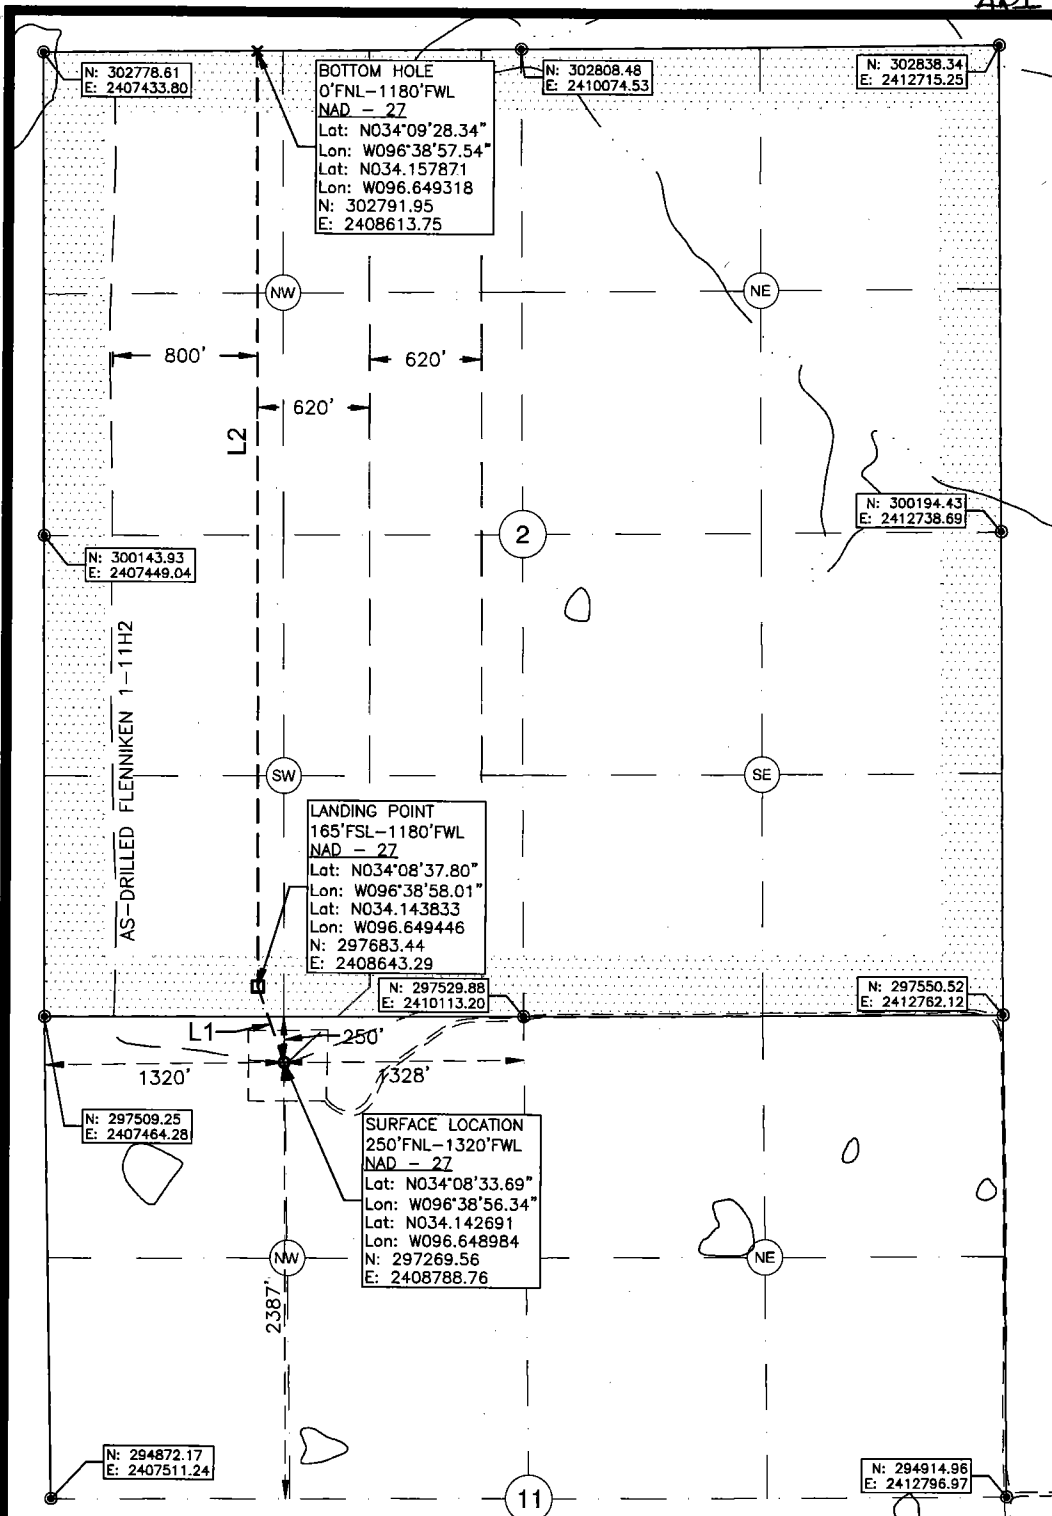 N: 302778.61
E: 2407433.80
BOTTOM HOLE
0'FNL-1180'FWL
NAD - 27
Lat: N034°09'28.34"
Lon: W096°38'57.54"
Lat: N034.157871
Lon: W096.649318
N: 302791.95
E: 2408613.75
N: 302808.48
E: 2410074.53
N: 302838.34
E: 2412715.25
NW
NE
800'
620'
620'
L2
2
N: 300194.43
E: 2412738.69
N: 300143.93
E: 2407449.04
AS-DRILLED FLENNIKEN 1-11H2
SW
SE
LANDING POINT
165'FSL-1180'FWL
NAD - 27
Lat: N034°08'37.80"
Lon: W096°38'58.01"
Lat: N034.143833
Lon: W096.649446
N: 297683.44
E: 2408643.29
N: 297529.88
E: 2410113.20
N: 297550.52
E: 2412762.12
L1
250'
1320'
1328'
N: 297509.25
E: 2407464.28
SURFACE LOCATION
250'FNL-1320'FWL
NAD - 27
Lat: N034°08'33.69"
Lon: W096°38'56.34"
Lat: N034.142691
Lon: W096.648984
N: 297269.56
E: 2408788.76
NW
NE
2387'
N: 294872.17
E: 2407511.24
11
N: 294914.96
E: 2412796.97